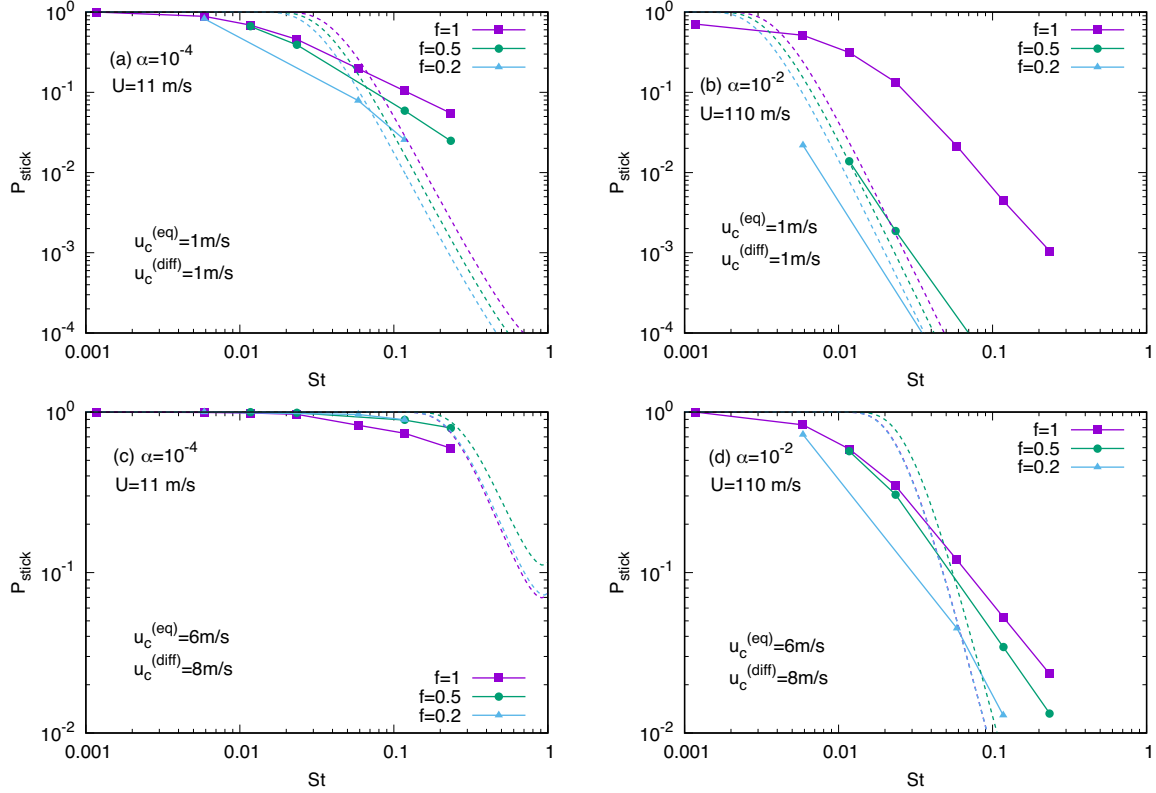 10^0
10^-1
10^-2
10^-3
10^-4
P_stick
(a) α=10^-4
U=11 m/s
f=1
f=0.5
f=0.2
u_c^(eq)=1m/s
u_c^(diff)=1m/s
0.001
0.01
0.1
1
St
10^0
10^-1
10^-2
10^-3
10^-4
P_stick
f=1
f=0.5
f=0.2
(b) α=10^-2
U=110 m/s
u_c^(eq)=1m/s
u_c^(diff)=1m/s
0.001
0.01
0.1
1
St
10^0
10^-1
10^-2
P_stick
(c) α=10^-4
U=11 m/s
u_c^(eq)=6m/s
u_c^(diff)=8m/s
f=1
f=0.5
f=0.2
0.001
0.01
0.1
1
St
10^0
10^-1
10^-2
P_stick
f=1
f=0.5
f=0.2
(d) α=10^-2
U=110 m/s
u_c^(eq)=6m/s
u_c^(diff)=8m/s
0.001
0.01
0.1
1
St